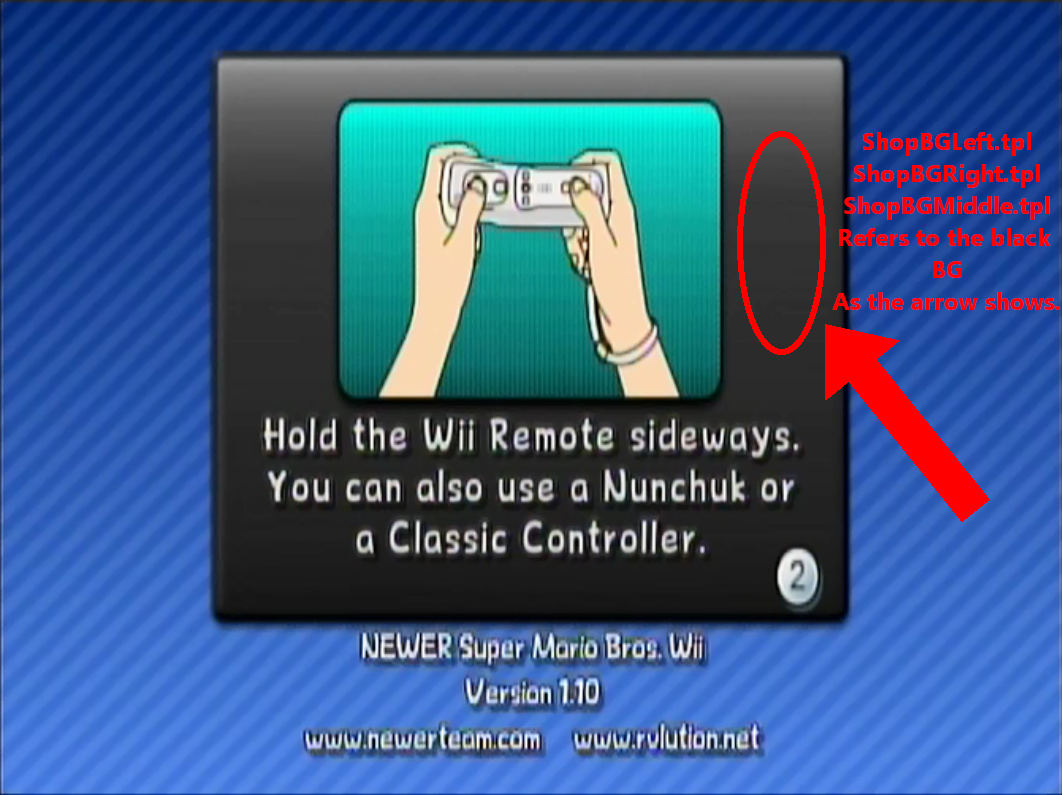 ShopBGLeft.tpl
ShopBGRight.tpl
ShopBGMiddle.tpl
Refers to the black
BG
As the arrow shows.
Hold the Wii Remote sideways.
You can also use a Nunchuk or
a Classic Controller.
2
NEWER Super Mario Bros. Wii
Version 1.10
www.newerteam.com www.rvlution.net